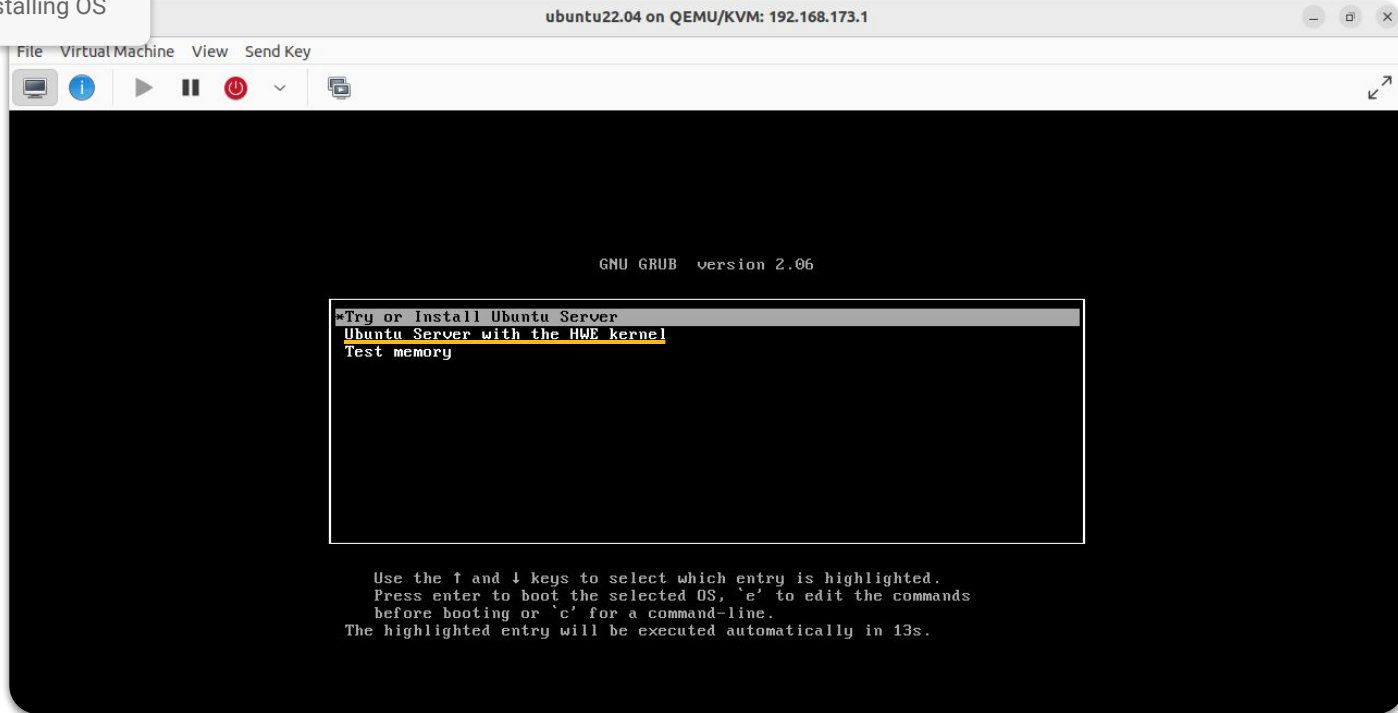 stalling OS
ubuntu22.04 on QEMU/KVM: 192.168.173.1
File Virtual Machine View Send Key
GNU GRUB version 2.06
*Try or Install Ubuntu Server
Ubuntu Server with the HWE kernel
Test memory
Use the ↑ and ↓ keys to select which entry is highlighted.
Press enter to boot the selected OS, `e' to edit the commands
before booting or `c' for a command-line.
The highlighted entry will be executed automatically in 13s.